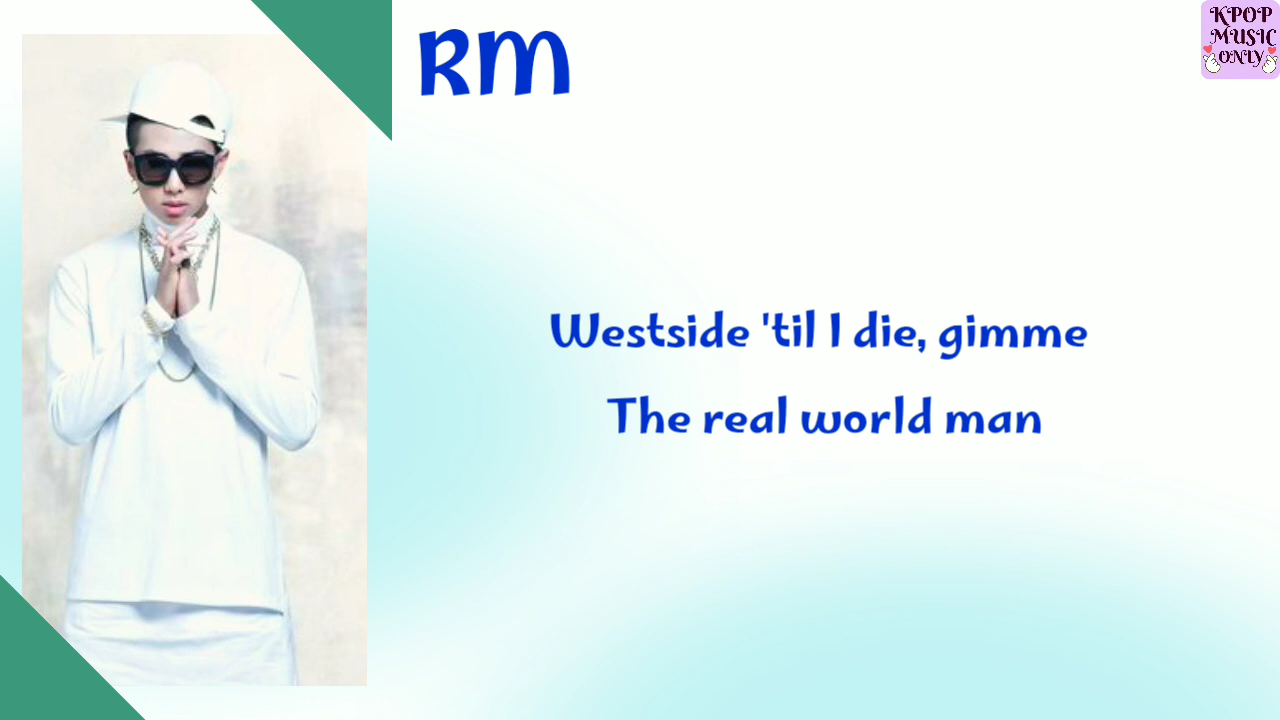 RM
KPOP
MUSIC
ONLY
Westside 'til I die, gimme
The real world man